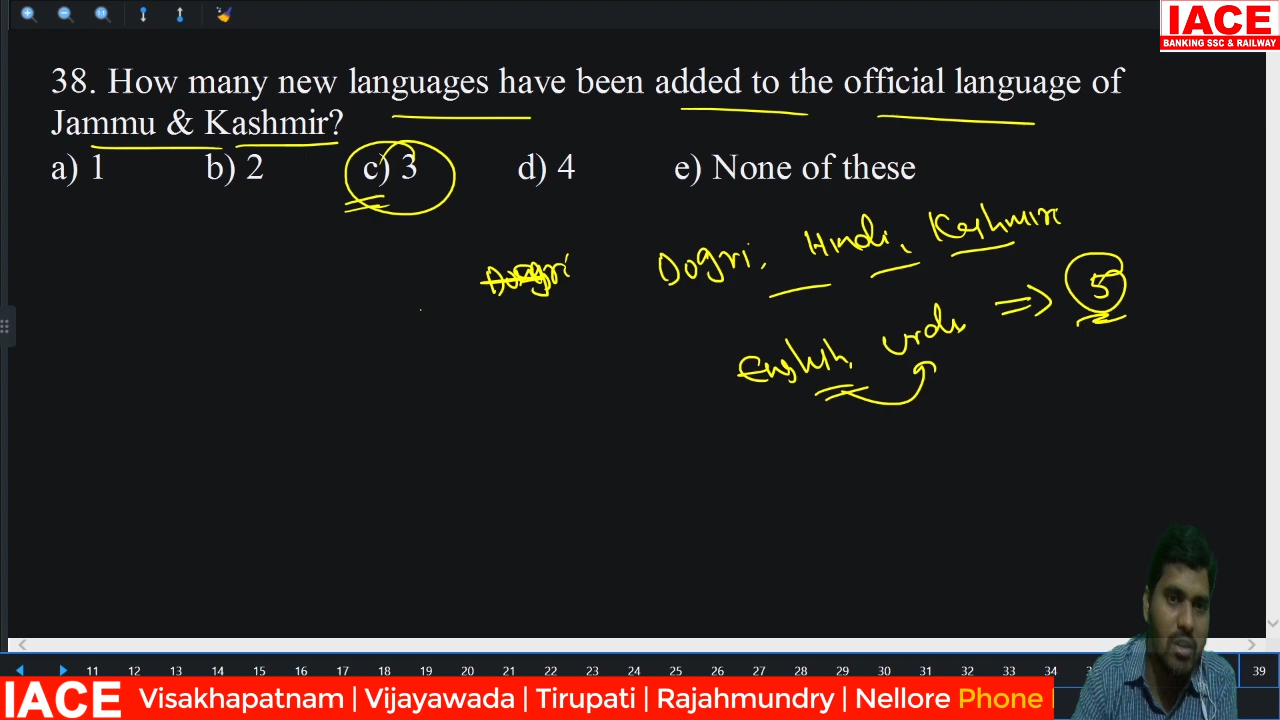 IACE
BANKING SSC & RAILWAY
38. How many new languages have been added to the official language of
Jammu & Kashmir?
a) 1 b) 2 c) 3 d) 4 e) None of these
Dogri
Dogri, Hindi, Kashmiri
English, Urdu => 5
11 12 13 14 15 16 17 18 19 20 21 22 23 24 25 26 27 28 29 30 31 32 33 34 39
IACE Visakhapatnam | Vijayawada | Tirupati | Rajahmundry | Nellore Phone